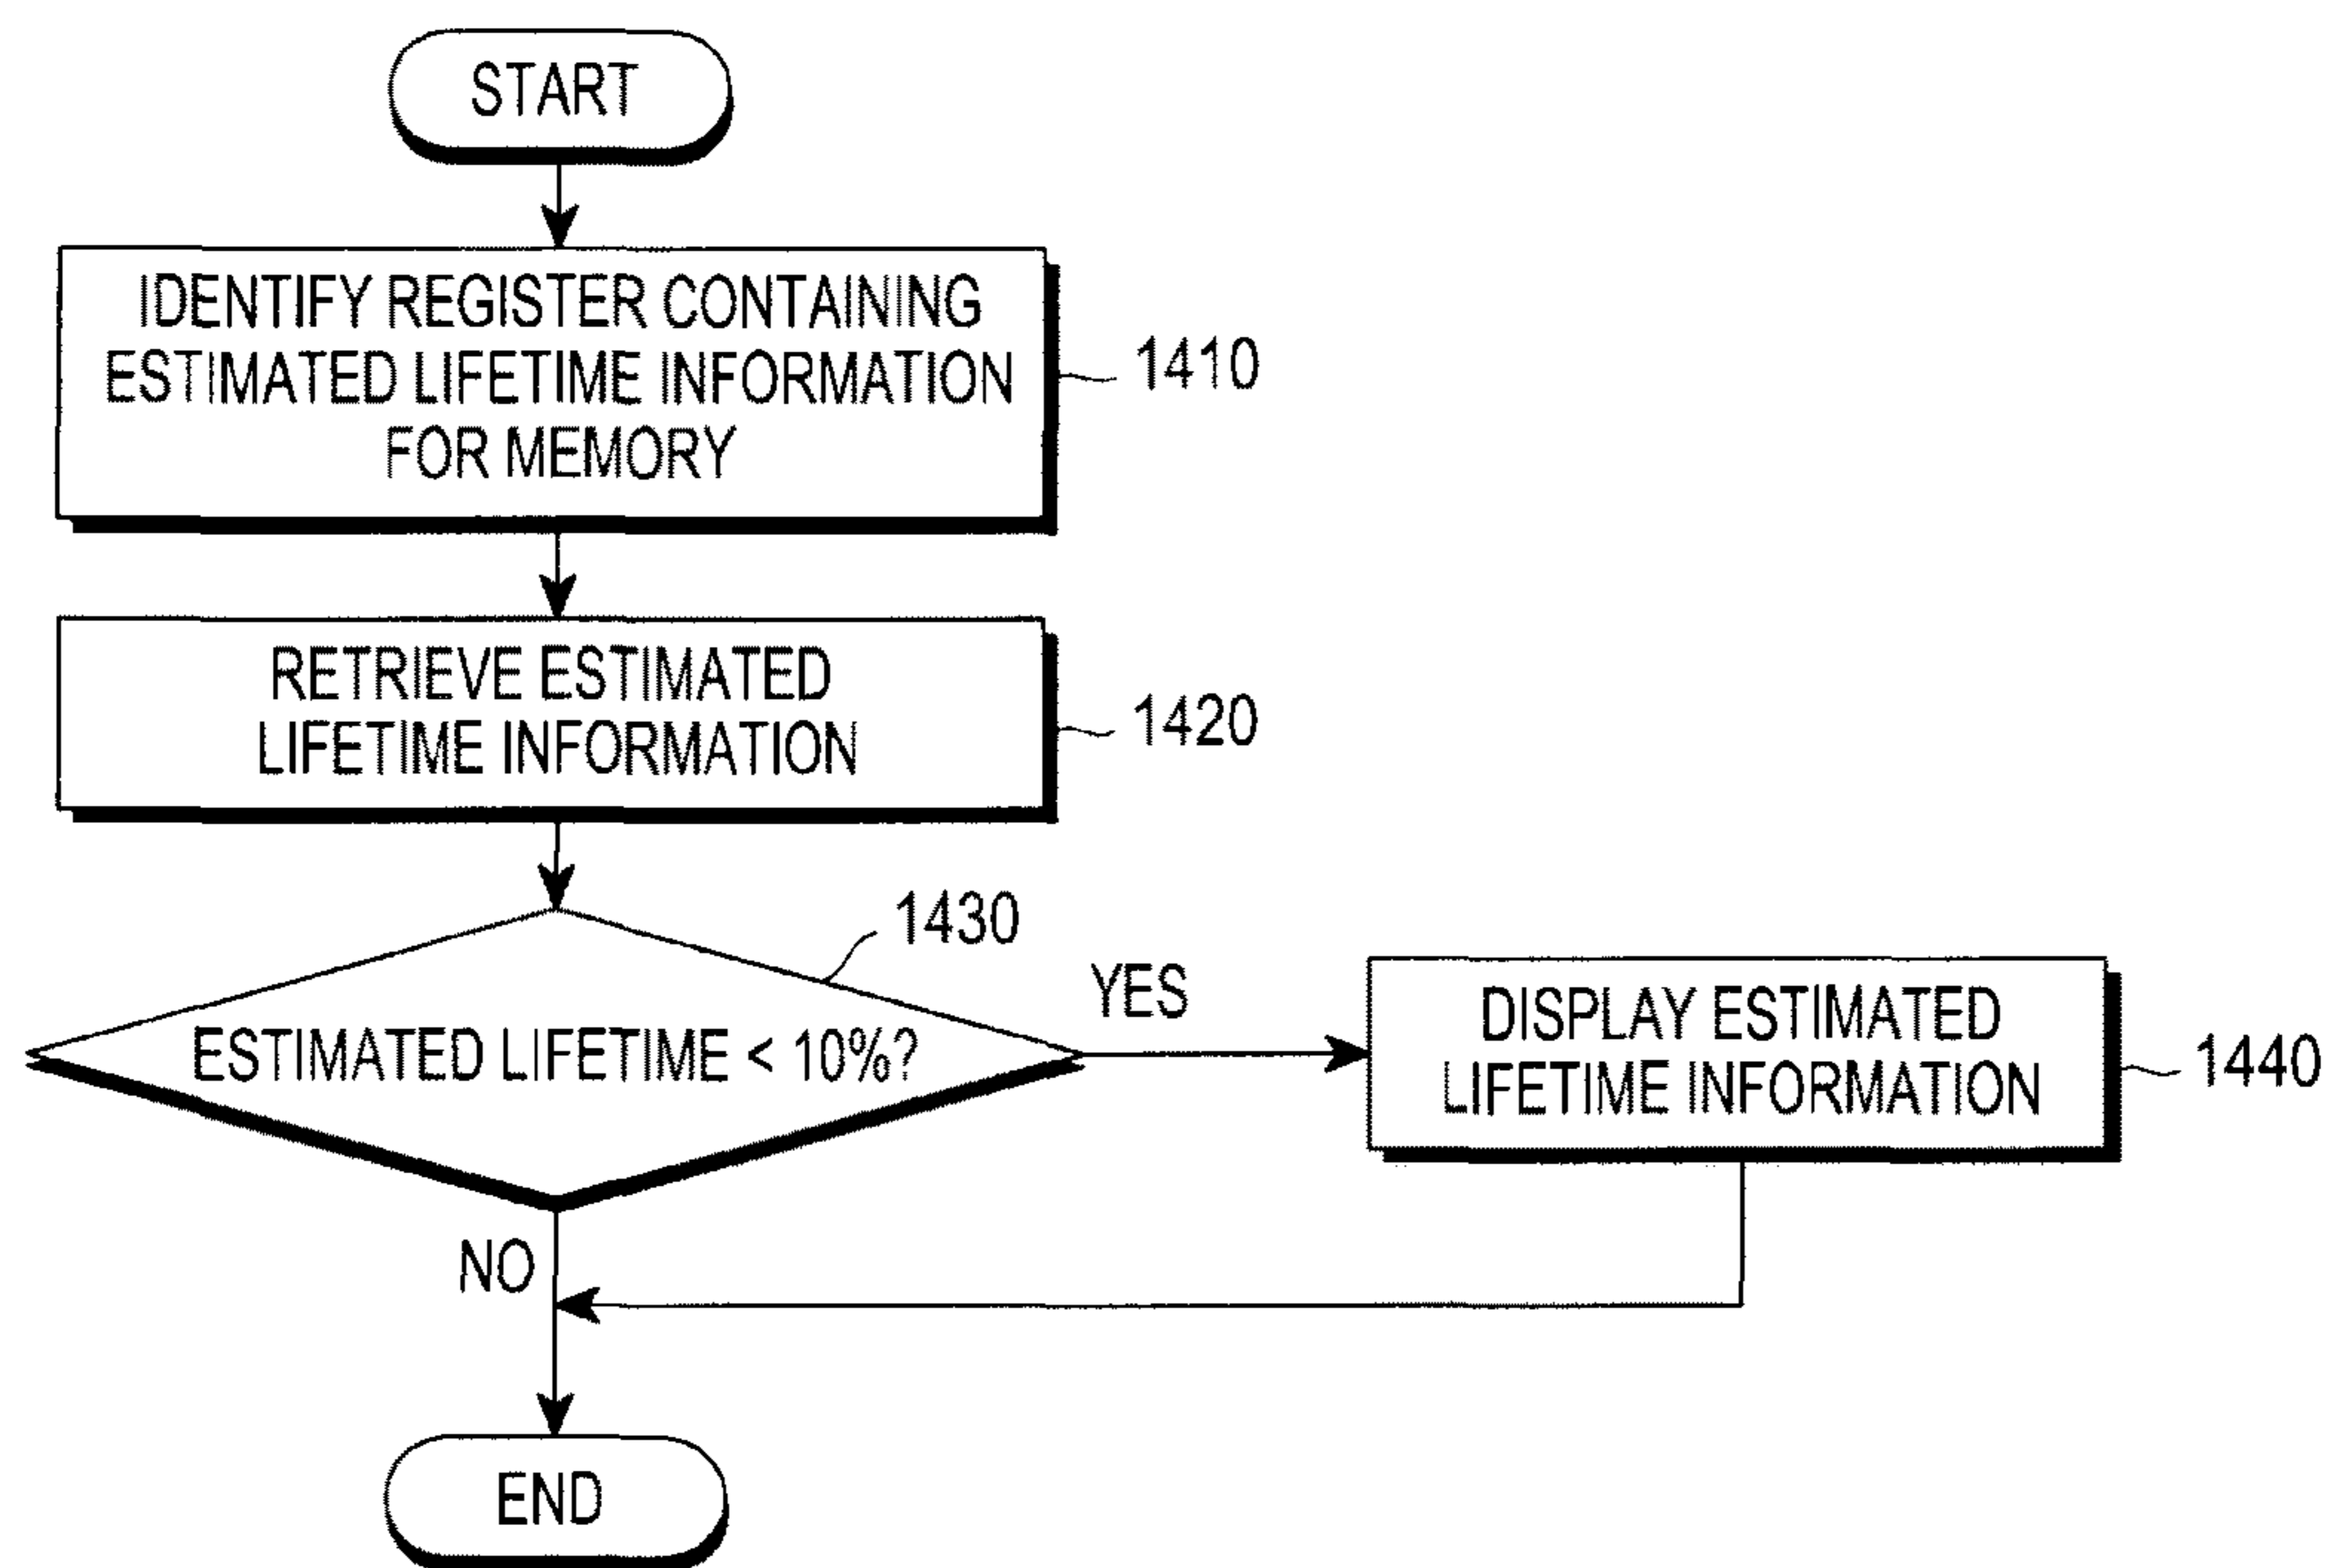 START
IDENTIFY REGISTER CONTAINING
ESTIMATED LIFETIME INFORMATION
FOR MEMORY
1410
RETRIEVE ESTIMATED
LIFETIME INFORMATION
1420
1430
ESTIMATED LIFETIME < 10%?
YES
DISPLAY ESTIMATED
LIFETIME INFORMATION
1440
NO
END